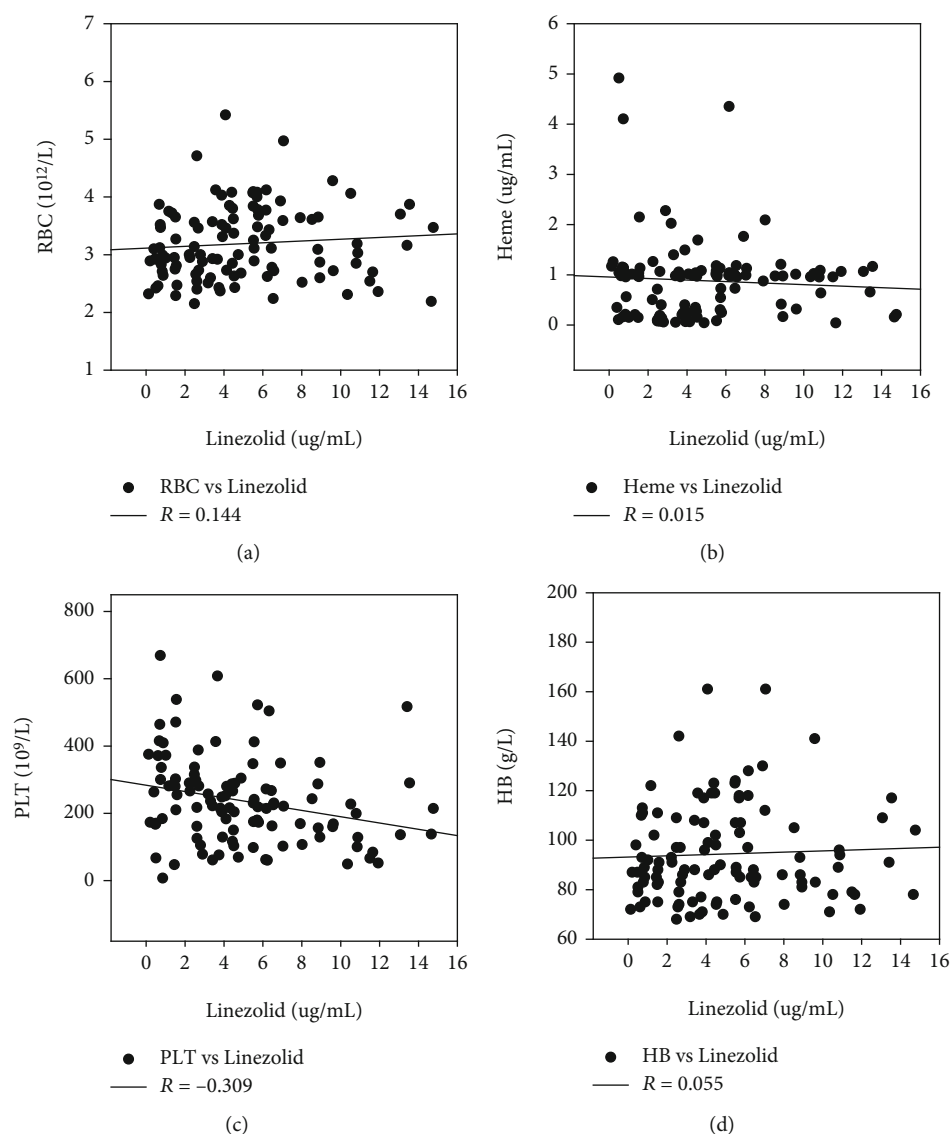 7
6
5
4
3
2
1
RBC (10¹²/L)
0 2 4 6 8 10 12 14 16
Linezolid (ug/mL)
RBC vs Linezolid
R = 0.144
(a)
6
5
4
3
2
1
0
Heme (ug/mL)
0 2 4 6 8 10 12 14 16
Linezolid (ug/mL)
Heme vs Linezolid
R = 0.015
(b)
800
600
400
200
0
PLT (10⁹/L)
0 2 4 6 8 10 12 14 16
Linezolid (ug/mL)
PLT vs Linezolid
R = –0.309
(c)
200
180
160
140
120
100
80
60
HB (g/L)
0 2 4 6 8 10 12 14 16
Linezolid (ug/mL)
HB vs Linezolid
R = 0.055
(d)